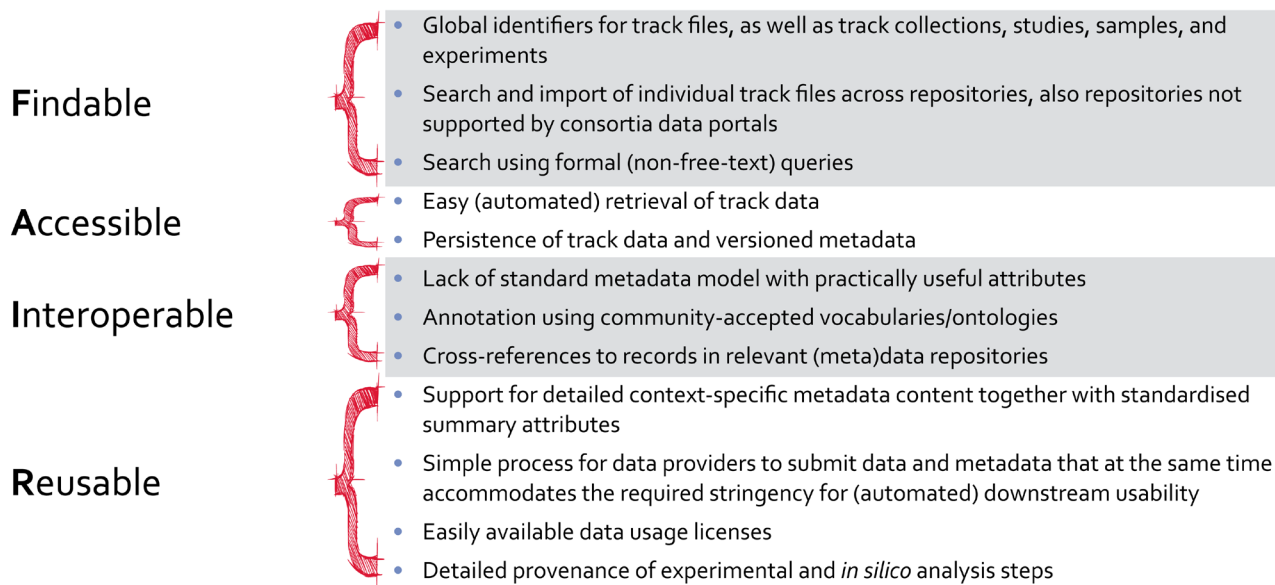 Findable
• Global identifiers for track files, as well as track collections, studies, samples, and
experiments
• Search and import of individual track files across repositories, also repositories not
supported by consortia data portals
• Search using formal (non-free-text) queries
Accessible
• Easy (automated) retrieval of track data
• Persistence of track data and versioned metadata
Interoperable
• Lack of standard metadata model with practically useful attributes
• Annotation using community-accepted vocabularies/ontologies
• Cross-references to records in relevant (meta)data repositories
Reusable
• Support for detailed context-specific metadata content together with standardised
summary attributes
• Simple process for data providers to submit data and metadata that at the same time
accommodates the required stringency for (automated) downstream usability
• Easily available data usage licenses
• Detailed provenance of experimental and in silico analysis steps